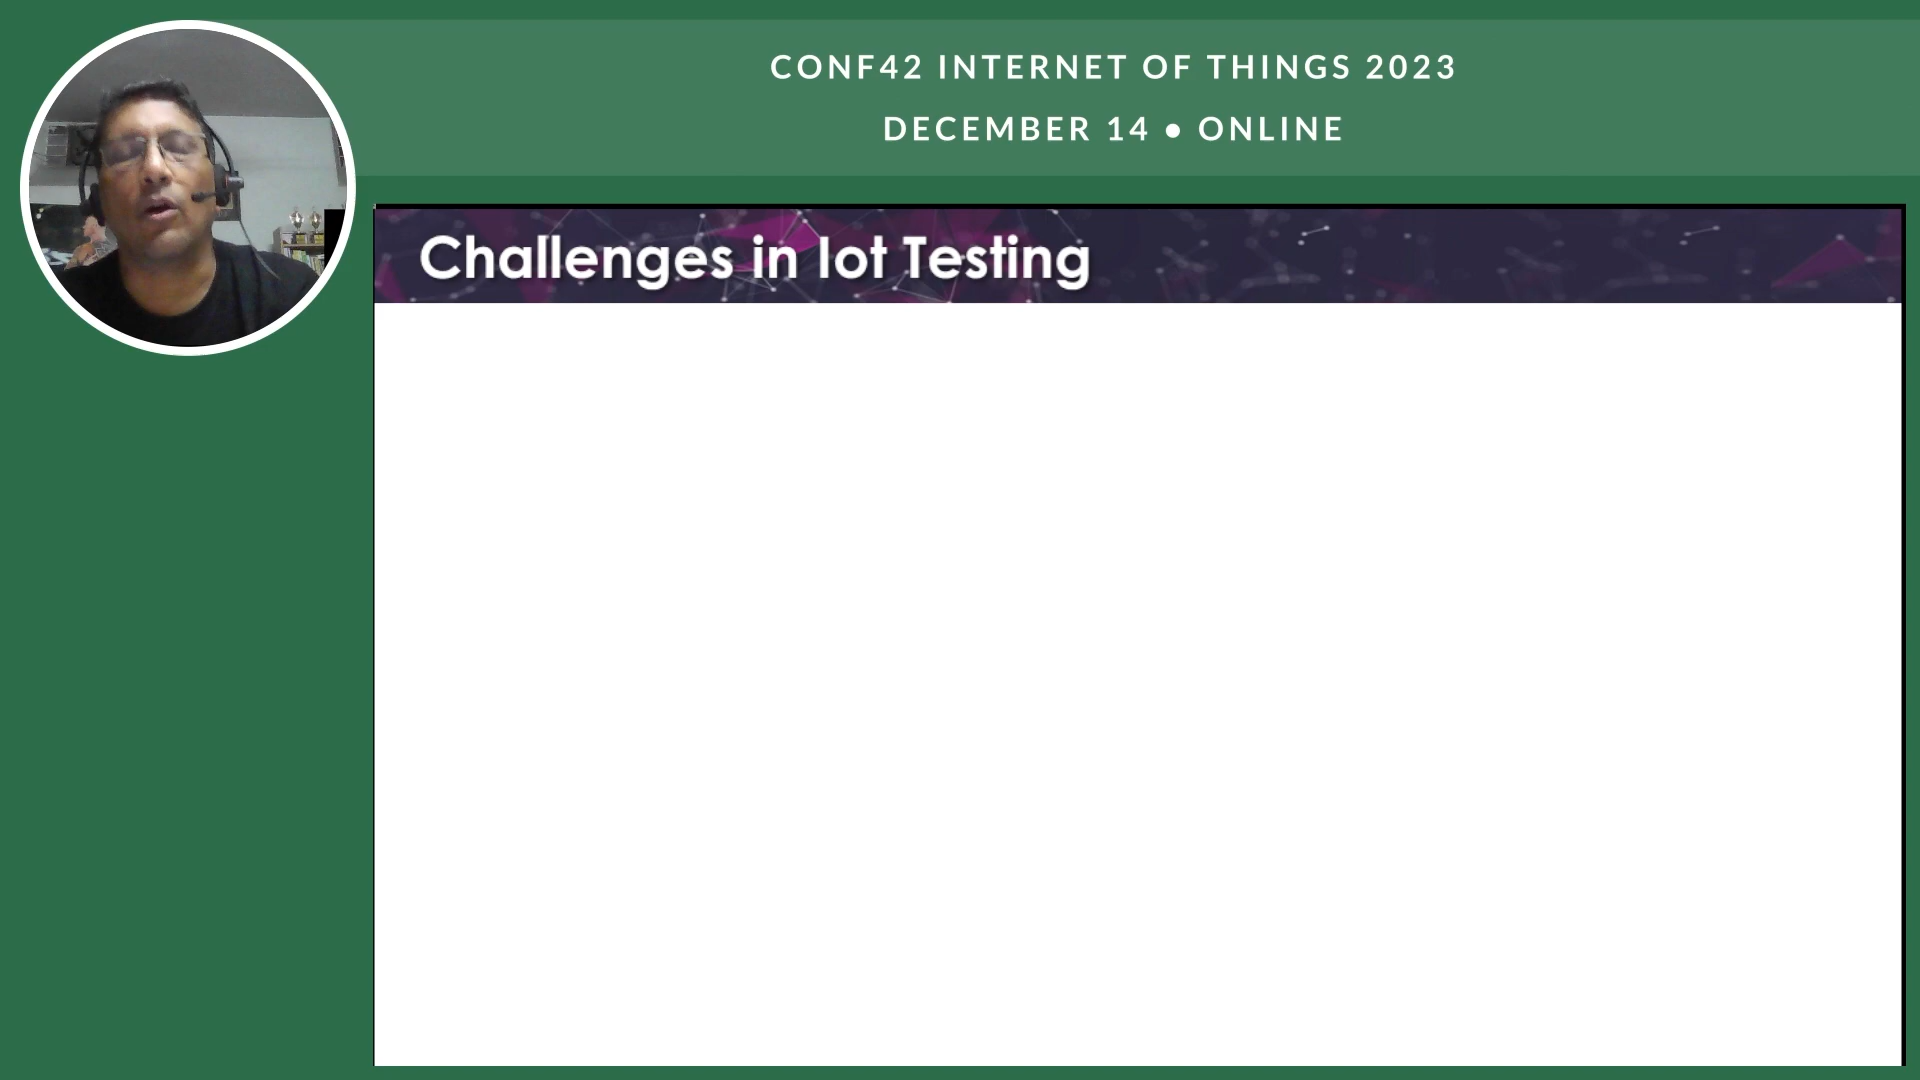 CONF42 INTERNET OF THINGS 2023
DECEMBER 14 • ONLINE
Challenges in Iot Testing